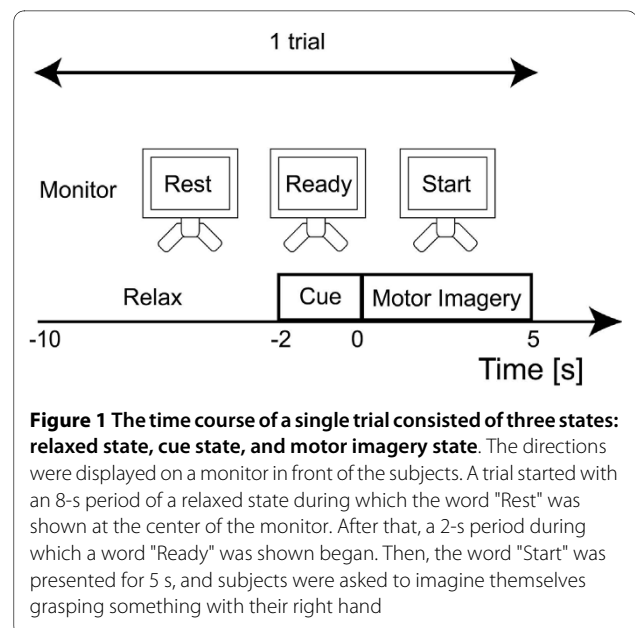 1 trial
Monitor
Rest
Ready
Start
Relax
Cue
Motor Imagery
-10
-2
0
5
Time [s]
Figure 1 The time course of a single trial consisted of three states:
relaxed state, cue state, and motor imagery state. The directions
were displayed on a monitor in front of the subjects. A trial started with
an 8-s period of a relaxed state during which the word "Rest" was
shown at the center of the monitor. After that, a 2-s period during
which a word "Ready" was shown began. Then, the word "Start" was
presented for 5 s, and subjects were asked to imagine themselves
grasping something with their right hand